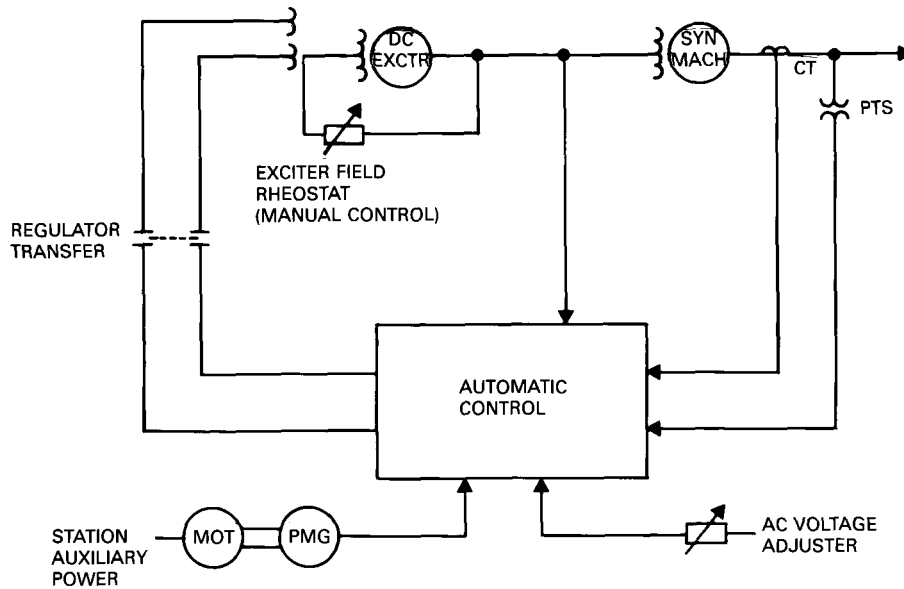 DC
EXCTR
SYN
MACH
CT
PTS
EXCITER FIELD
RHEOSTAT
(MANUAL CONTROL)
REGULATOR
TRANSFER
AUTOMATIC
CONTROL
STATION
AUXILIARY
POWER
MOT
PMG
AC VOLTAGE
ADJUSTER